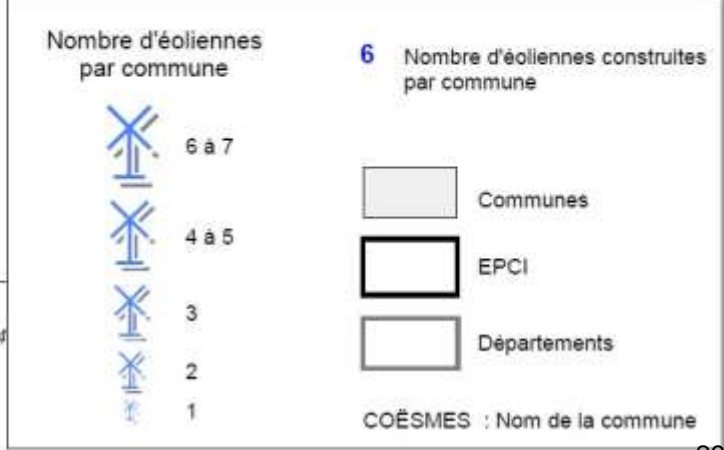 Nombre d'éoliennes
par commune
6 à 7
4 à 5
3
2
1
6 Nombre d'éoliennes construites
par commune
Communes
EPCI
Départements
COËSMES : Nom de la commune